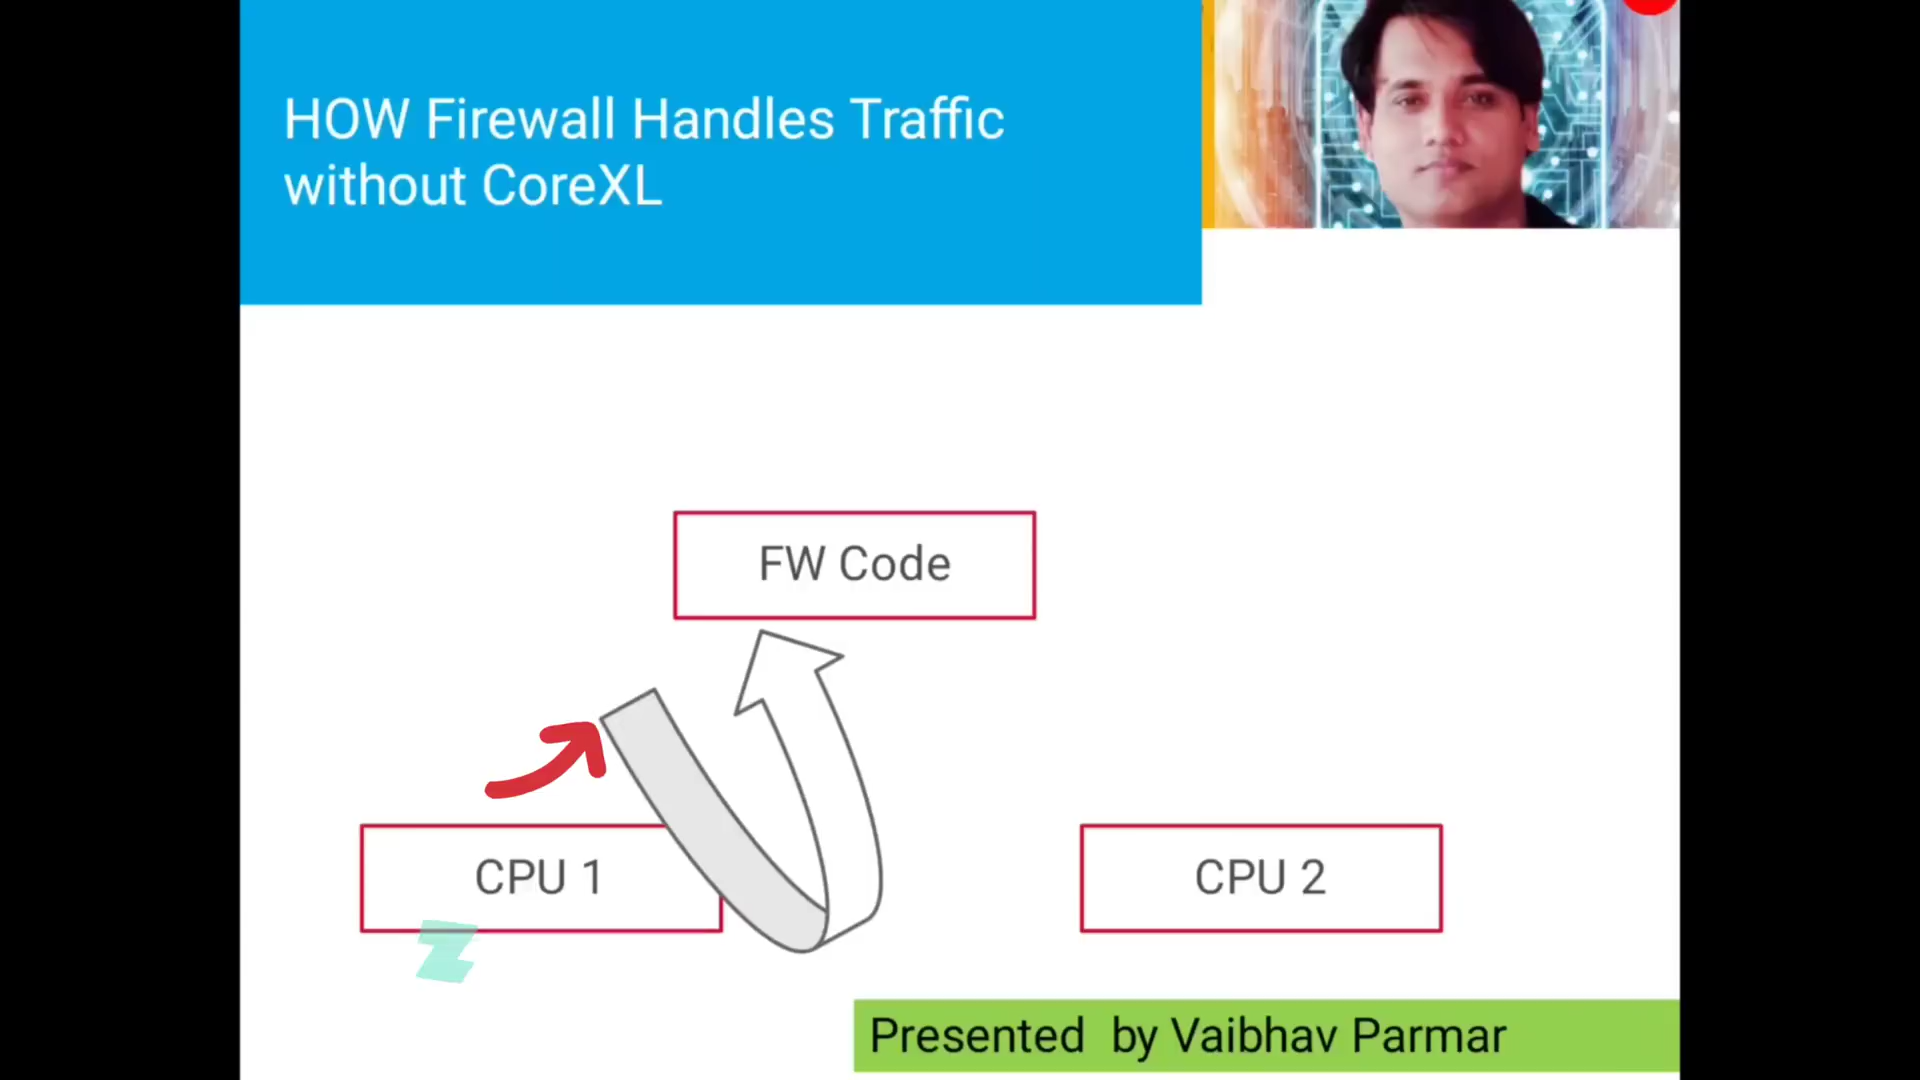 HOW Firewall Handles Traffic
without CoreXL
FW Code
CPU 1
CPU 2
Presented by Vaibhav Parmar